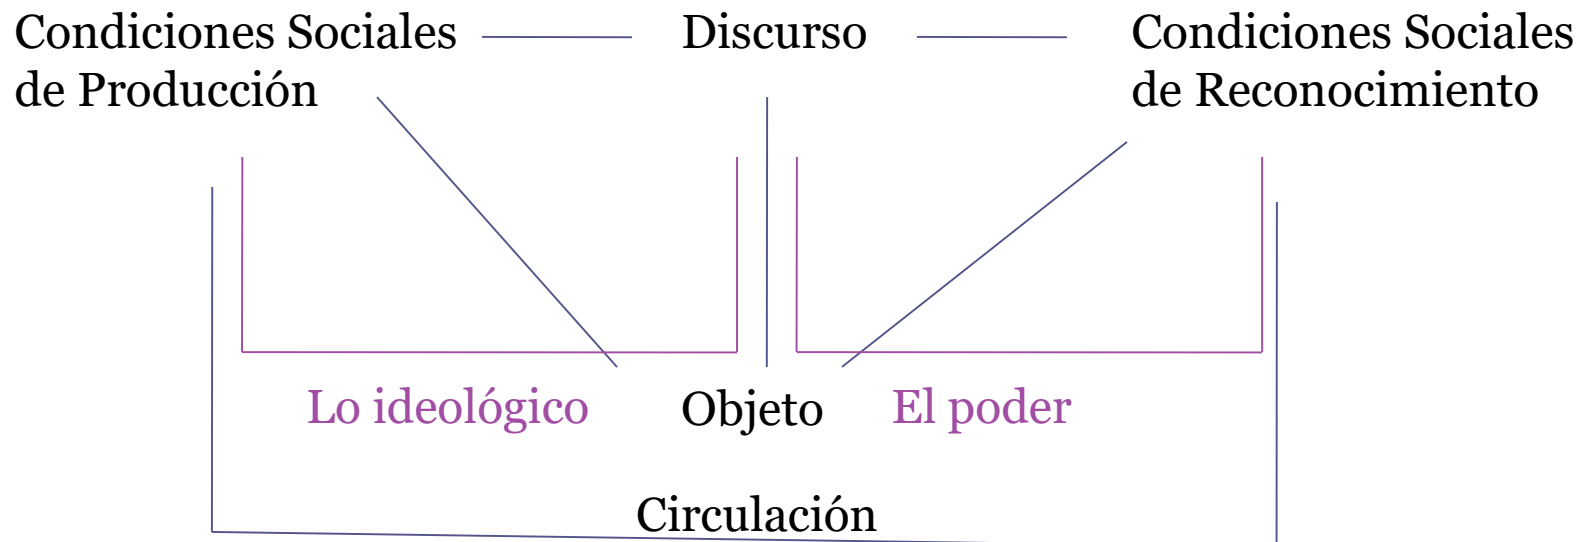 Condiciones Sociales
de Producción
Discurso
Condiciones Sociales
de Reconocimiento
Lo ideológico
Objeto
El poder
Circulación